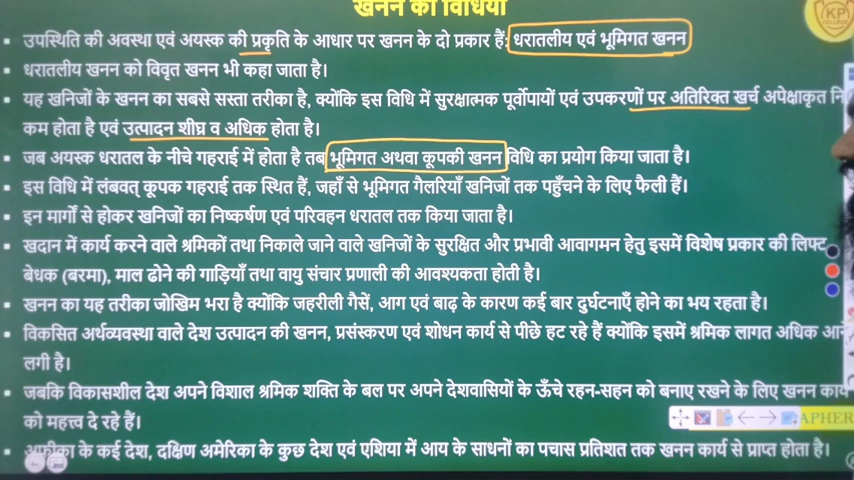 खनन की विधियाँ
KP
▪ उपस्थिति की अवस्था एवं अयस्क की प्रकृति के आधार पर खनन के दो प्रकार हैं: धरातलीय एवं भूमिगत खनन
▪ धरातलीय खनन को विवृत खनन भी कहा जाता है।
▪ यह खनिजों के खनन का सबसे सस्ता तरीका है, क्योंकि इस विधि में सुरक्षात्मक पूर्वोपायों एवं उपकरणों पर अतिरिक्त खर्च अपेक्षाकृत
कम होता है एवं उत्पादन शीघ्र व अधिक होता है।
▪ जब अयस्क धरातल के नीचे गहराई में होता है तब भूमिगत अथवा कूपकी खनन विधि का प्रयोग किया जाता है।
▪ इस विधि में लंबवत् कूपक गहराई तक स्थित हैं, जहाँ से भूमिगत गैलरियाँ खनिजों तक पहुँचने के लिए फैली हैं।
▪ इन मार्गों से होकर खनिजों का निष्कर्षण एवं परिवहन धरातल तक किया जाता है।
▪ खदान में कार्य करने वाले श्रमिकों तथा निकाले जाने वाले खनिजों के सुरक्षित और प्रभावी आवागमन हेतु इसमें विशेष प्रकार की लिफ्ट
बेधक (बरमा), माल ढोने की गाड़ियाँ तथा वायु संचार प्रणाली की आवश्यकता होती है।
▪ खनन का यह तरीका जोखिम भरा है क्योंकि जहरीली गैसें, आग एवं बाढ़ के कारण कई बार दुर्घटनाएँ होने का भय रहता है।
▪ विकसित अर्थव्यवस्था वाले देश उत्पादन की खनन, प्रसंस्करण एवं शोधन कार्य से पीछे हट रहे हैं क्योंकि इसमें श्रमिक लागत अधिक आने
लगी है।
▪ जबकि विकासशील देश अपने विशाल श्रमिक शक्ति के बल पर अपने देशवासियों के ऊँचे रहन-सहन को बनाए रखने के लिए खनन कार्य
को महत्त्व दे रहे हैं।
APHER
▪ अफ्रीका के कई देश, दक्षिण अमेरिका के कुछ देश एवं एशिया में आय के साधनों का पचास प्रतिशत तक खनन कार्य से प्राप्त होता है।